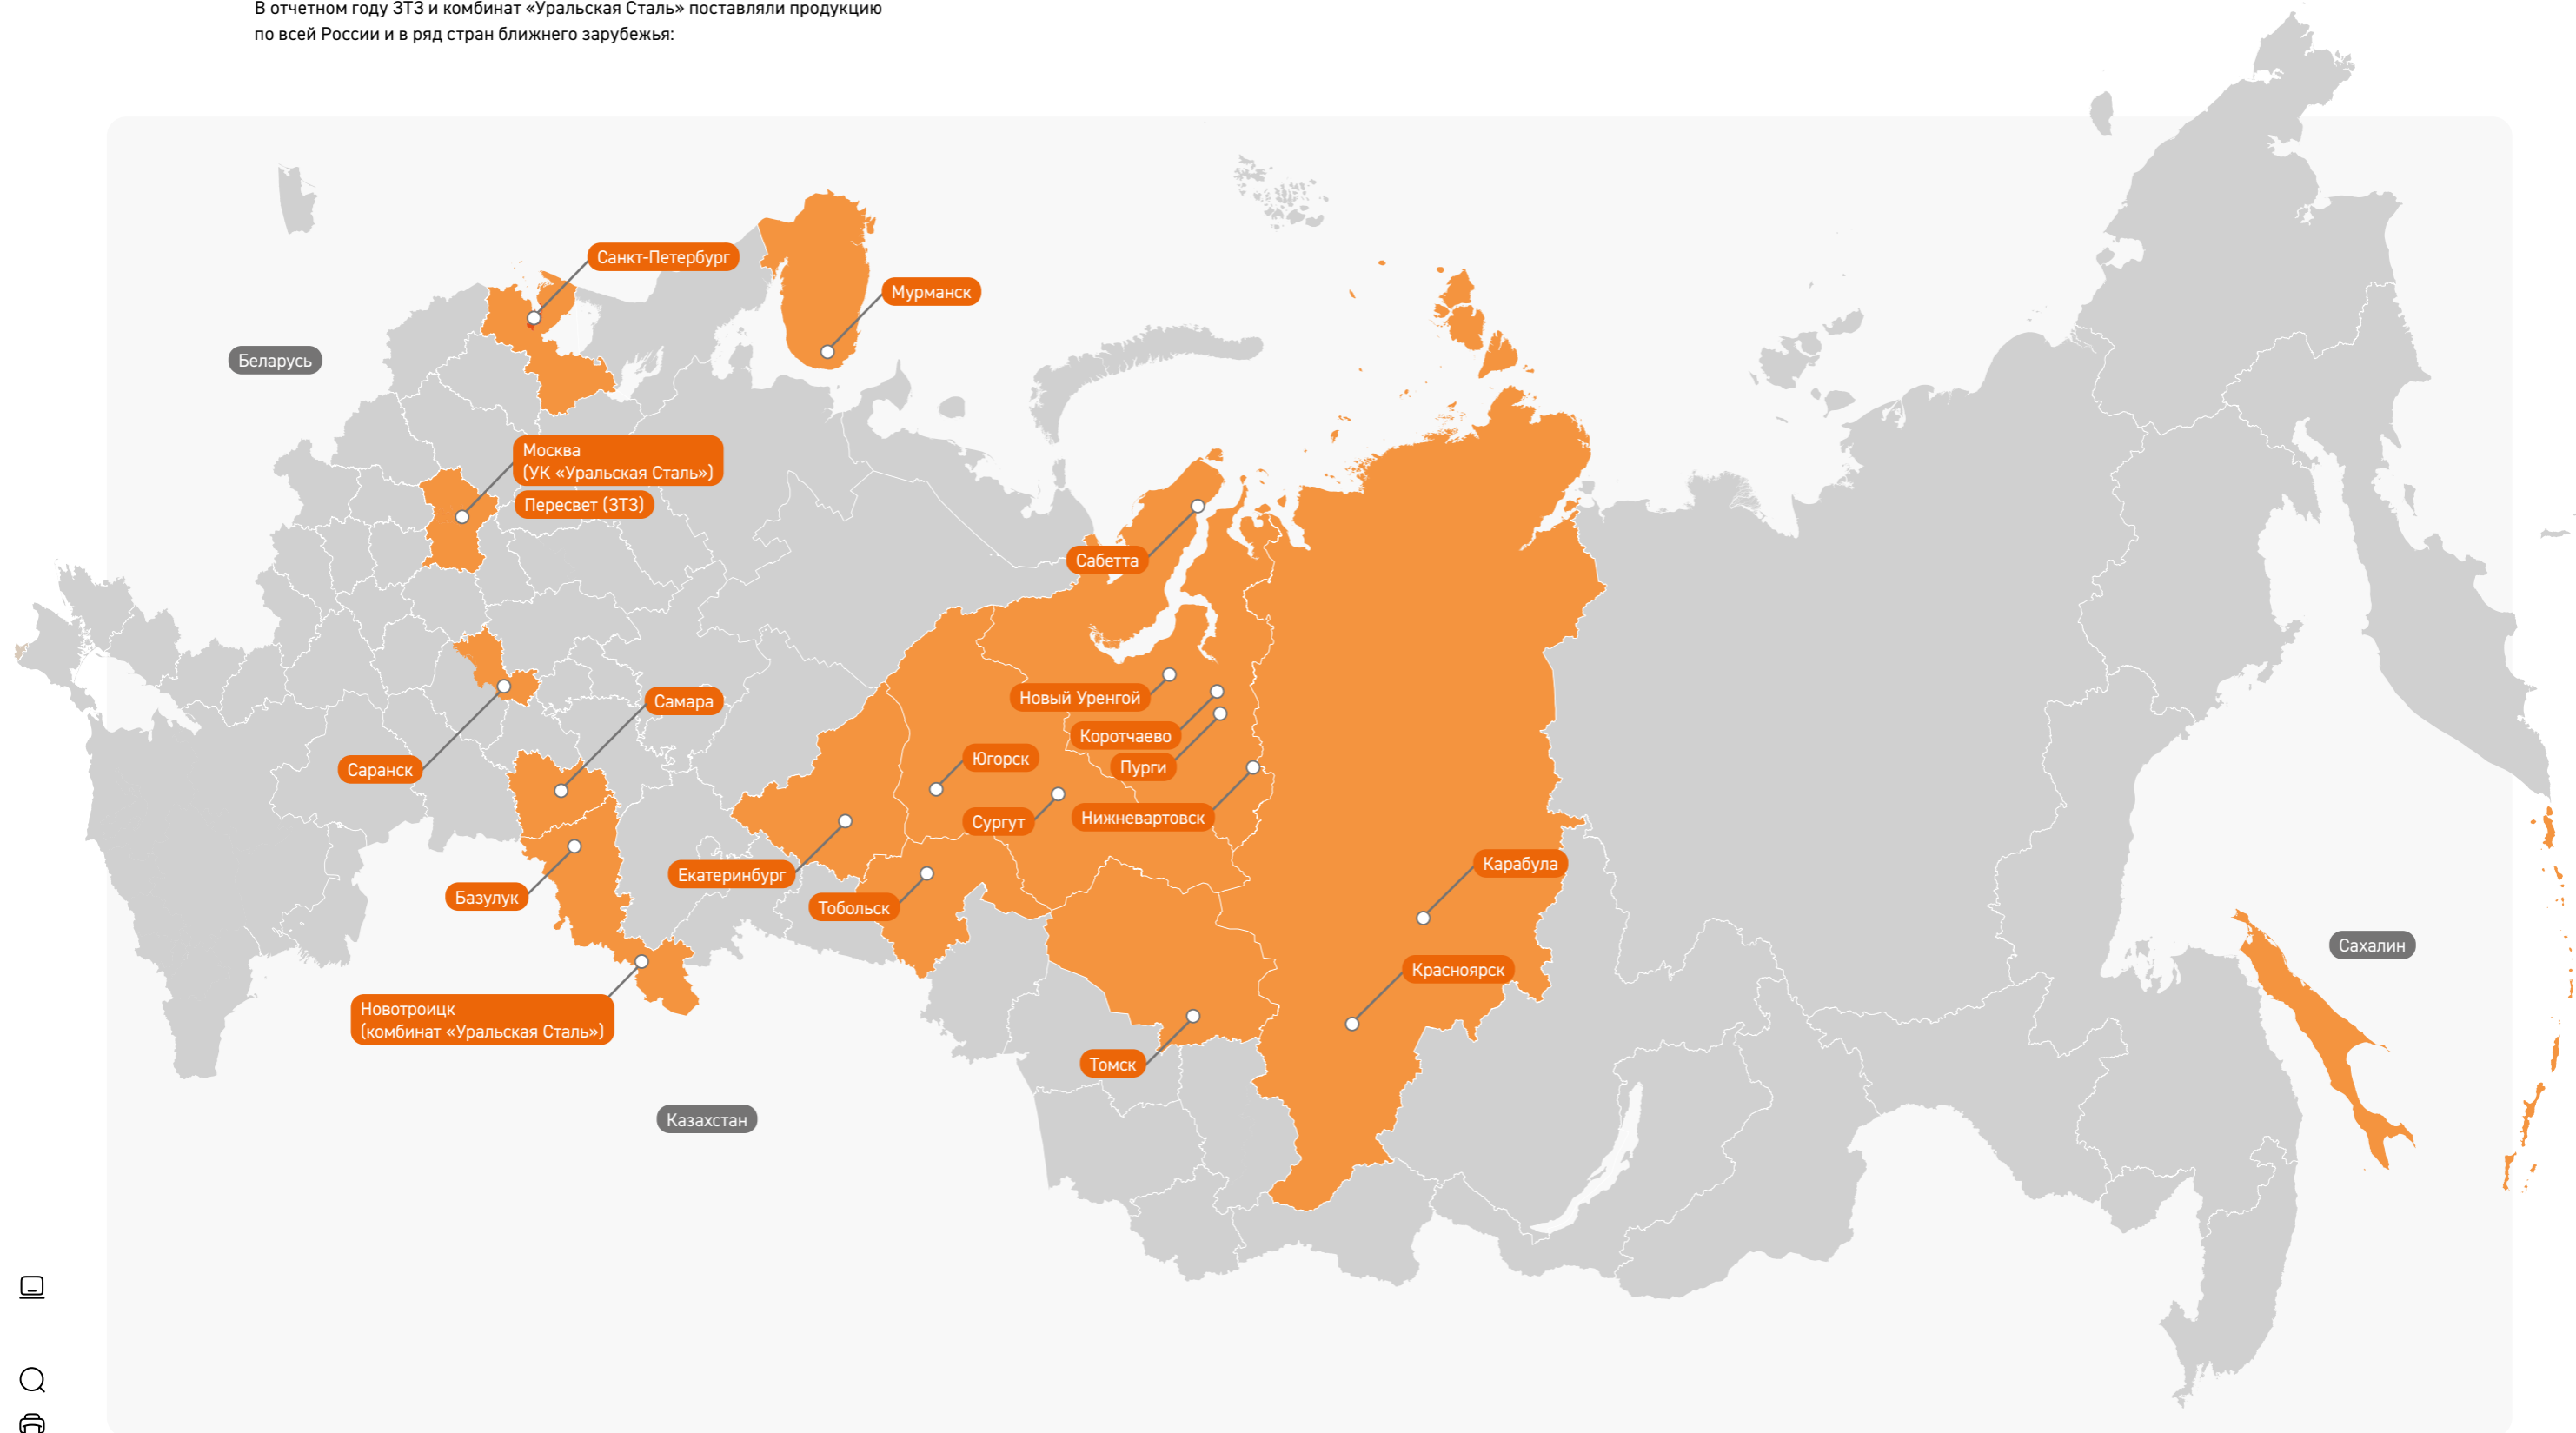 В отчетном году ЗТЗ и комбинат «Уральская Сталь» поставляли продукцию
по всей России и в ряд стран ближнего зарубежья:
Санкт-Петербург
Мурманск
Беларусь
Москва
(УК «Уральская Сталь»)
Пересвет (ЗТЗ)
Сабетта
Новый Уренгой
Самара
Коротчаево
Югорск
Пурги
Саранск
Нижневартовск
Сургут
Карабула
Екатеринбург
Базулук
Тобольск
Сахалин
Красноярск
Новотроицк
(комбинат «Уральская Сталь»)
Томск
Казахстан